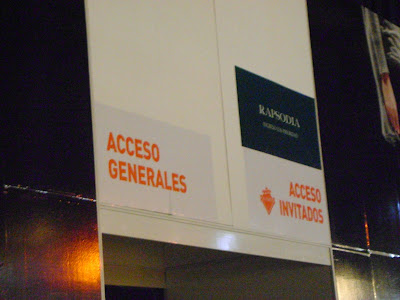 ACCESO
GENERALES
RAPSODIA
ACCESO
INVITADOS